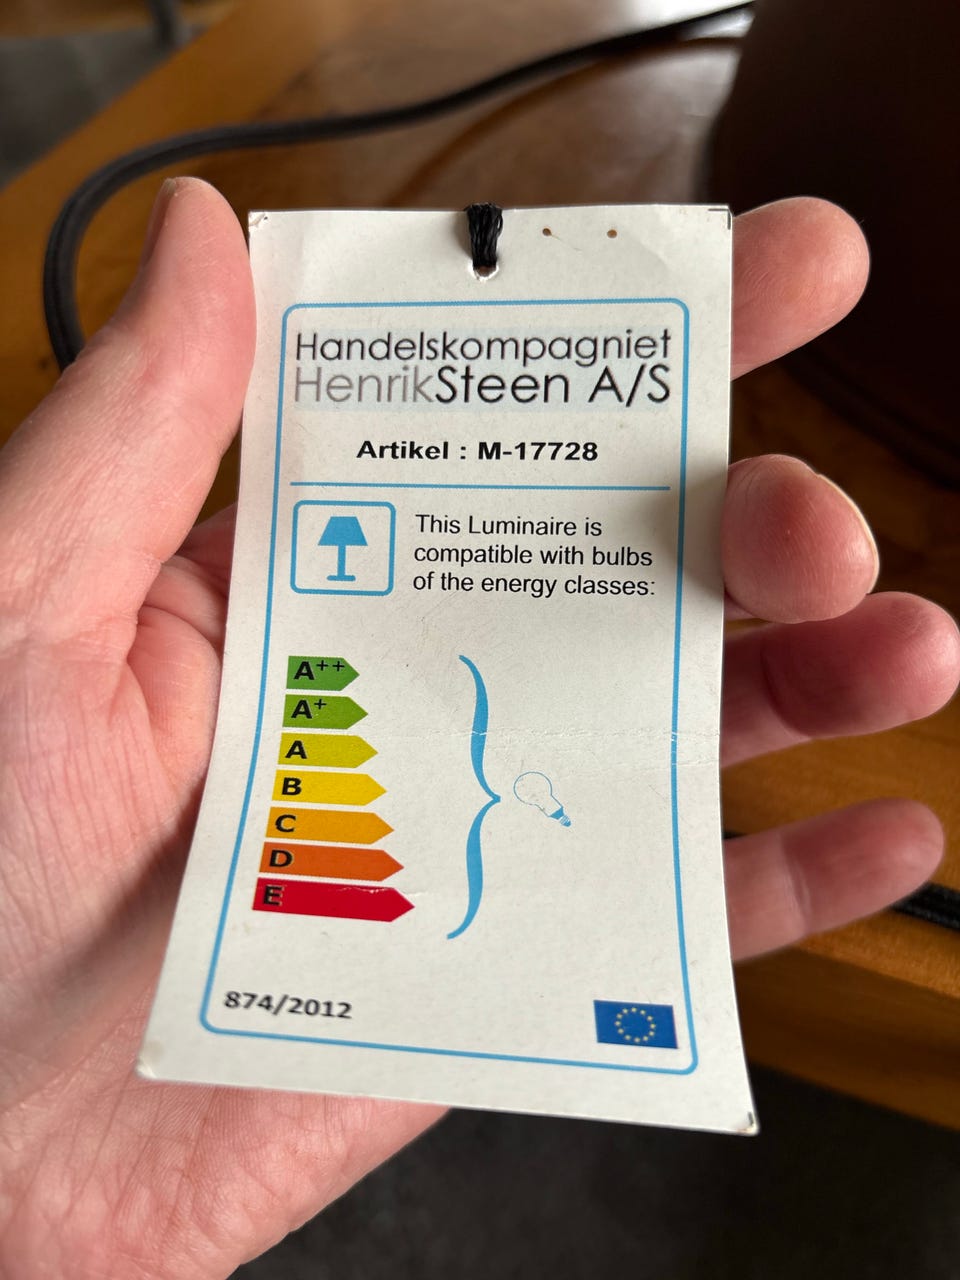 Handelskompagniet
HenrikSteen A/S
Artikel : M-17728
This Luminaire is
compatible with bulbs
of the energy classes:
A++
A+
A
B
C
D
E
874/2012